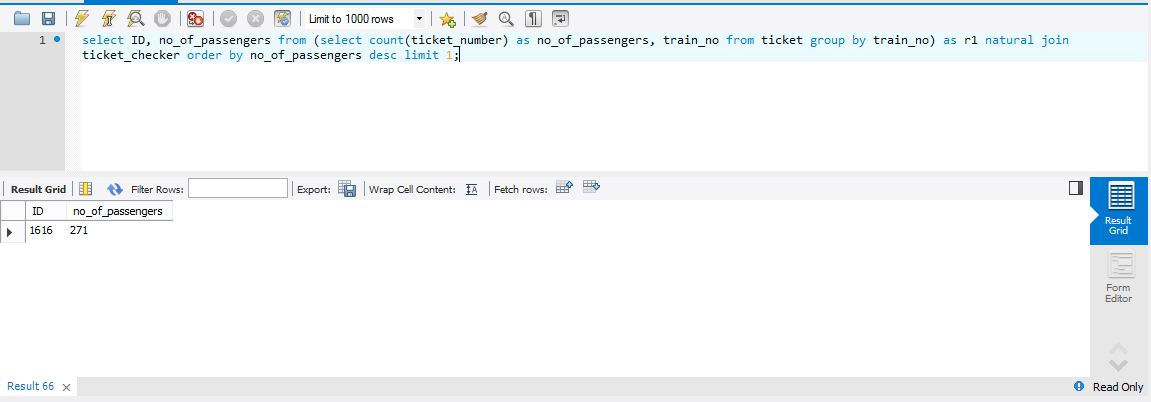 Limit to 1000 rows
1 select ID, no_of_passengers from (select count(ticket_number) as no_of_passengers, train_no from ticket group by train_no) as r1 natural join
ticket_checker order by no_of_passengers desc limit 1;
Result Grid Filter Rows: Export: Wrap Cell Content: IA Fetch rows:
ID no_of_passengers
1616 271
Result
Grid
Form
Editor
Result 66
Read Only